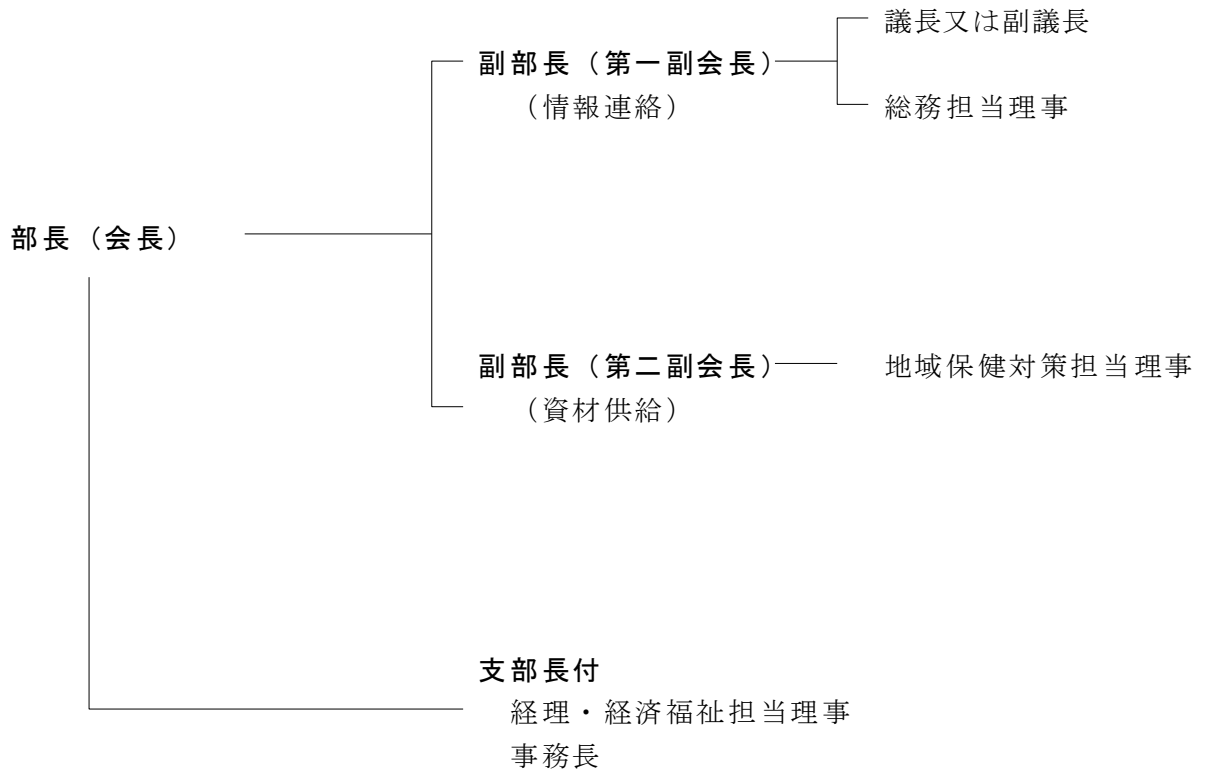 議長又は副議長
副部長（第一副会長）
（情報連絡）
総務担当理事
部長（会長）
副部長（第二副会長）
地域保健対策担当理事
（資材供給）
支部長付
経理・経済福祉担当理事
事務長